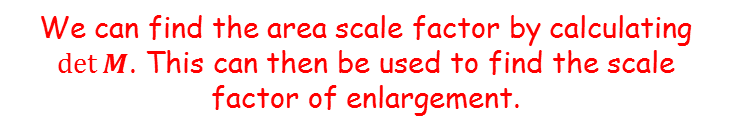 We can find the area scale factor by calculating
det M. This can then be used to find the scale
factor of enlargement.